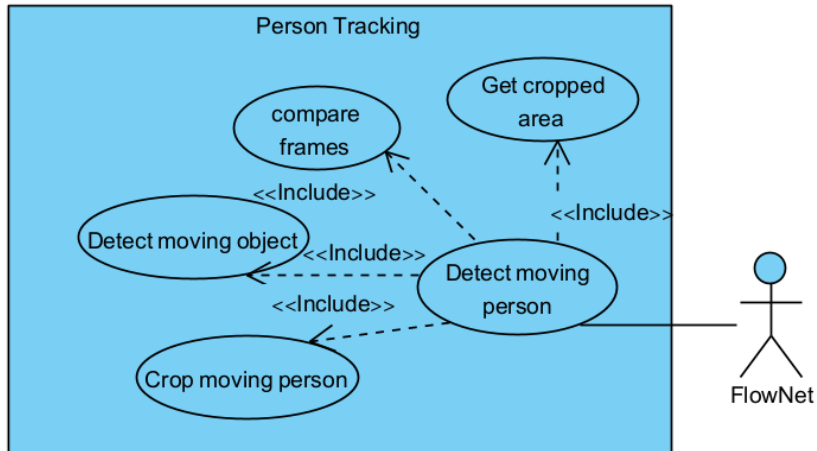 Person Tracking
Get cropped
area
compare
frames
<<Include>>
<<Include>>
Detect moving object
<<Include>>
Detect moving
person
<<Include>>
Crop moving person
FlowNet